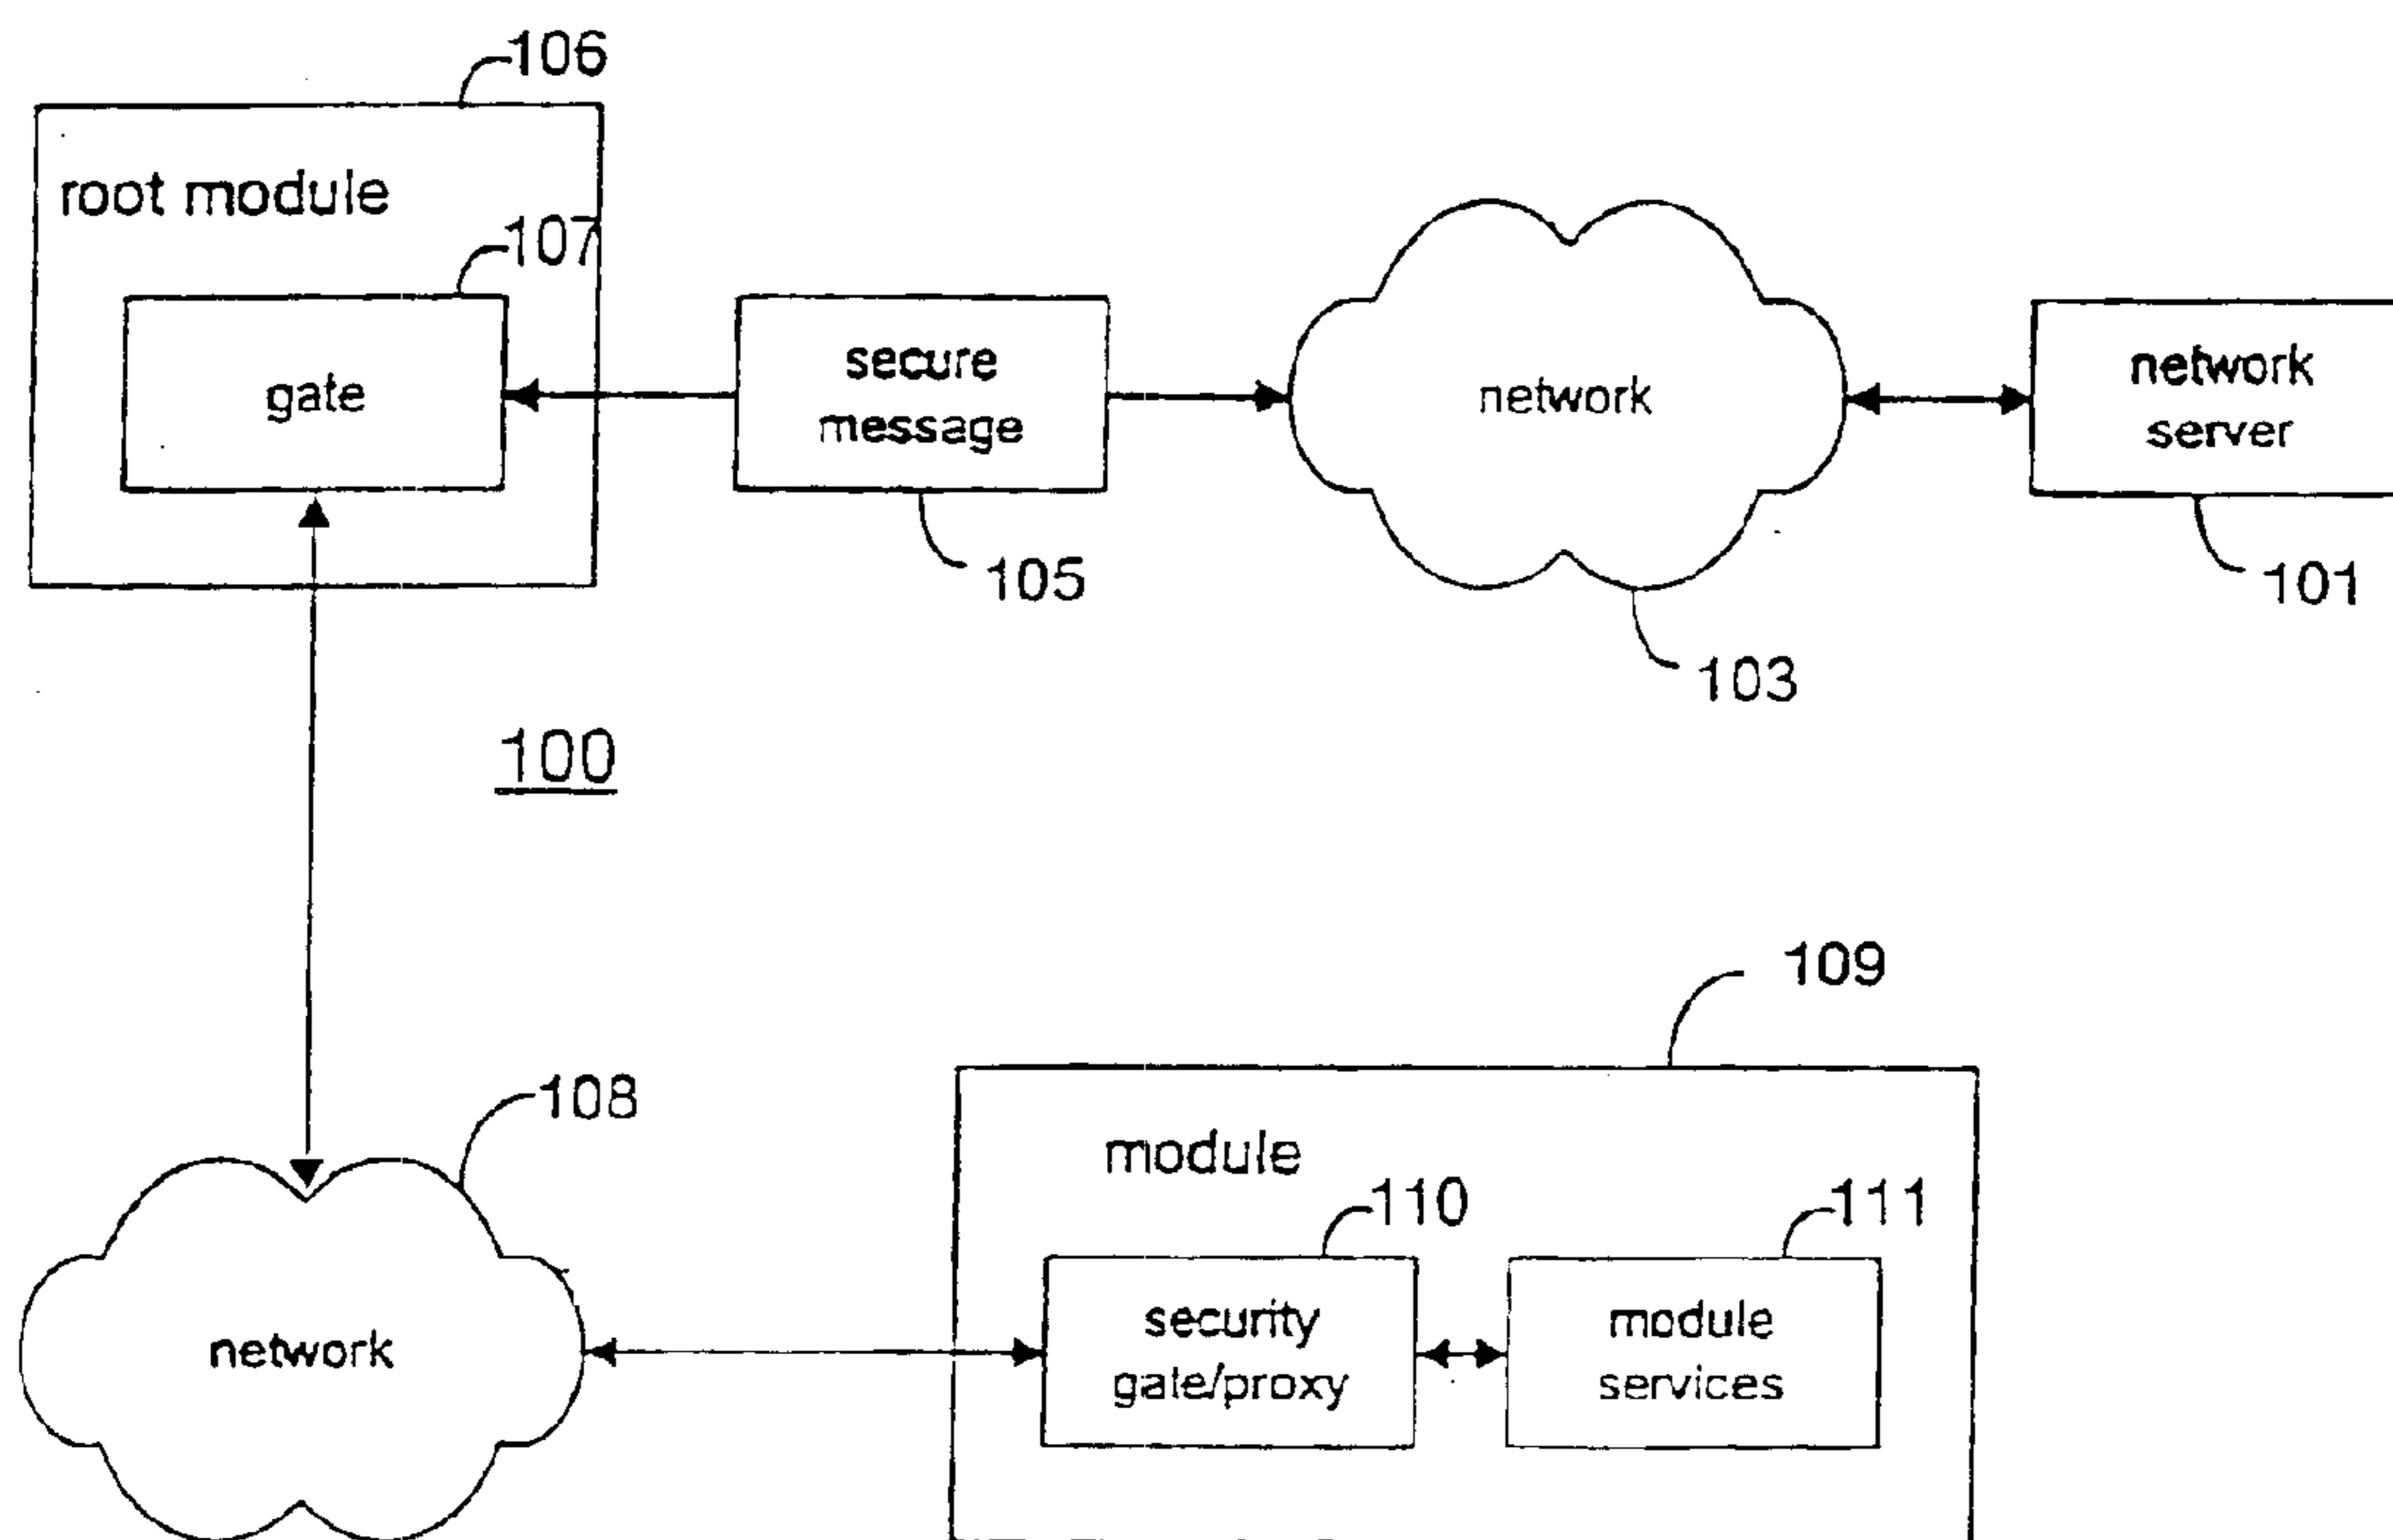 106
root module
107
gate
secure
message
105
network
103
network
server
101
100
108
network
109
module
110
security
gate/proxy
111
module
services